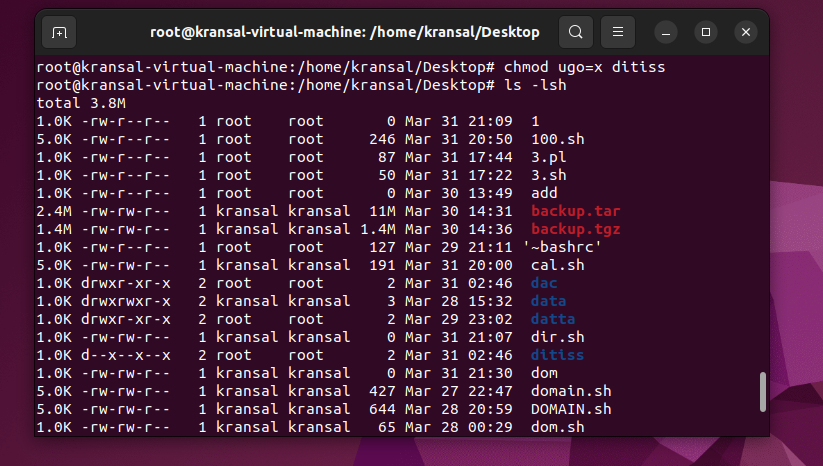 root@kransal-virtual-machine: /home/kransal/Desktop
root@kransal-virtual-machine:/home/kransal/Desktop# chmod ugo=x ditiss
root@kransal-virtual-machine:/home/kransal/Desktop# ls -lsh
total 3.8M
1.0K -rw-r--r--   1 root    root       0 Mar 31 21:09  1
5.0K -rw-rw-r--   1 kransal kransal  246 Mar 31 20:50  100.sh
1.0K -rw-r--r--   1 root    root      87 Mar 31 17:44  3.pl
1.0K -rw-r--r--   1 root    root      50 Mar 31 17:22  3.sh
1.0K -rw-r--r--   1 root    root       0 Mar 30 13:49  add
2.4M -rw-rw-r--   1 kransal kransal  11M Mar 30 14:31  backup.tar
1.4M -rw-rw-r--   1 kransal kransal 1.4M Mar 30 14:36  backup.tgz
1.0K -rw-r--r--   1 root    root     127 Mar 29 21:11 '~bashrc'
5.0K -rw-rw-r--   1 kransal kransal  191 Mar 31 20:00  cal.sh
1.0K drwxr-xr-x   2 root    root       2 Mar 31 02:46  dac
1.0K drwxrwxr-x   2 kransal kransal    3 Mar 28 15:32  data
1.0K drwxr-xr-x   2 root    root       2 Mar 29 23:02  datta
1.0K -rw-rw-r--   1 kransal kransal    0 Mar 31 21:07  dir.sh
1.0K d--x--x--x   2 root    root       2 Mar 31 02:46  ditiss
1.0K -rw-rw-r--   1 kransal kransal    0 Mar 31 21:30  dom
5.0K -rw-rw-r--   1 kransal kransal  427 Mar 27 22:47  domain.sh
5.0K -rw-rw-r--   1 kransal kransal  644 Mar 28 20:59  DOMAIN.sh
1.0K -rw-rw-r--   1 kransal kransal   65 Mar 28 00:29  dom.sh